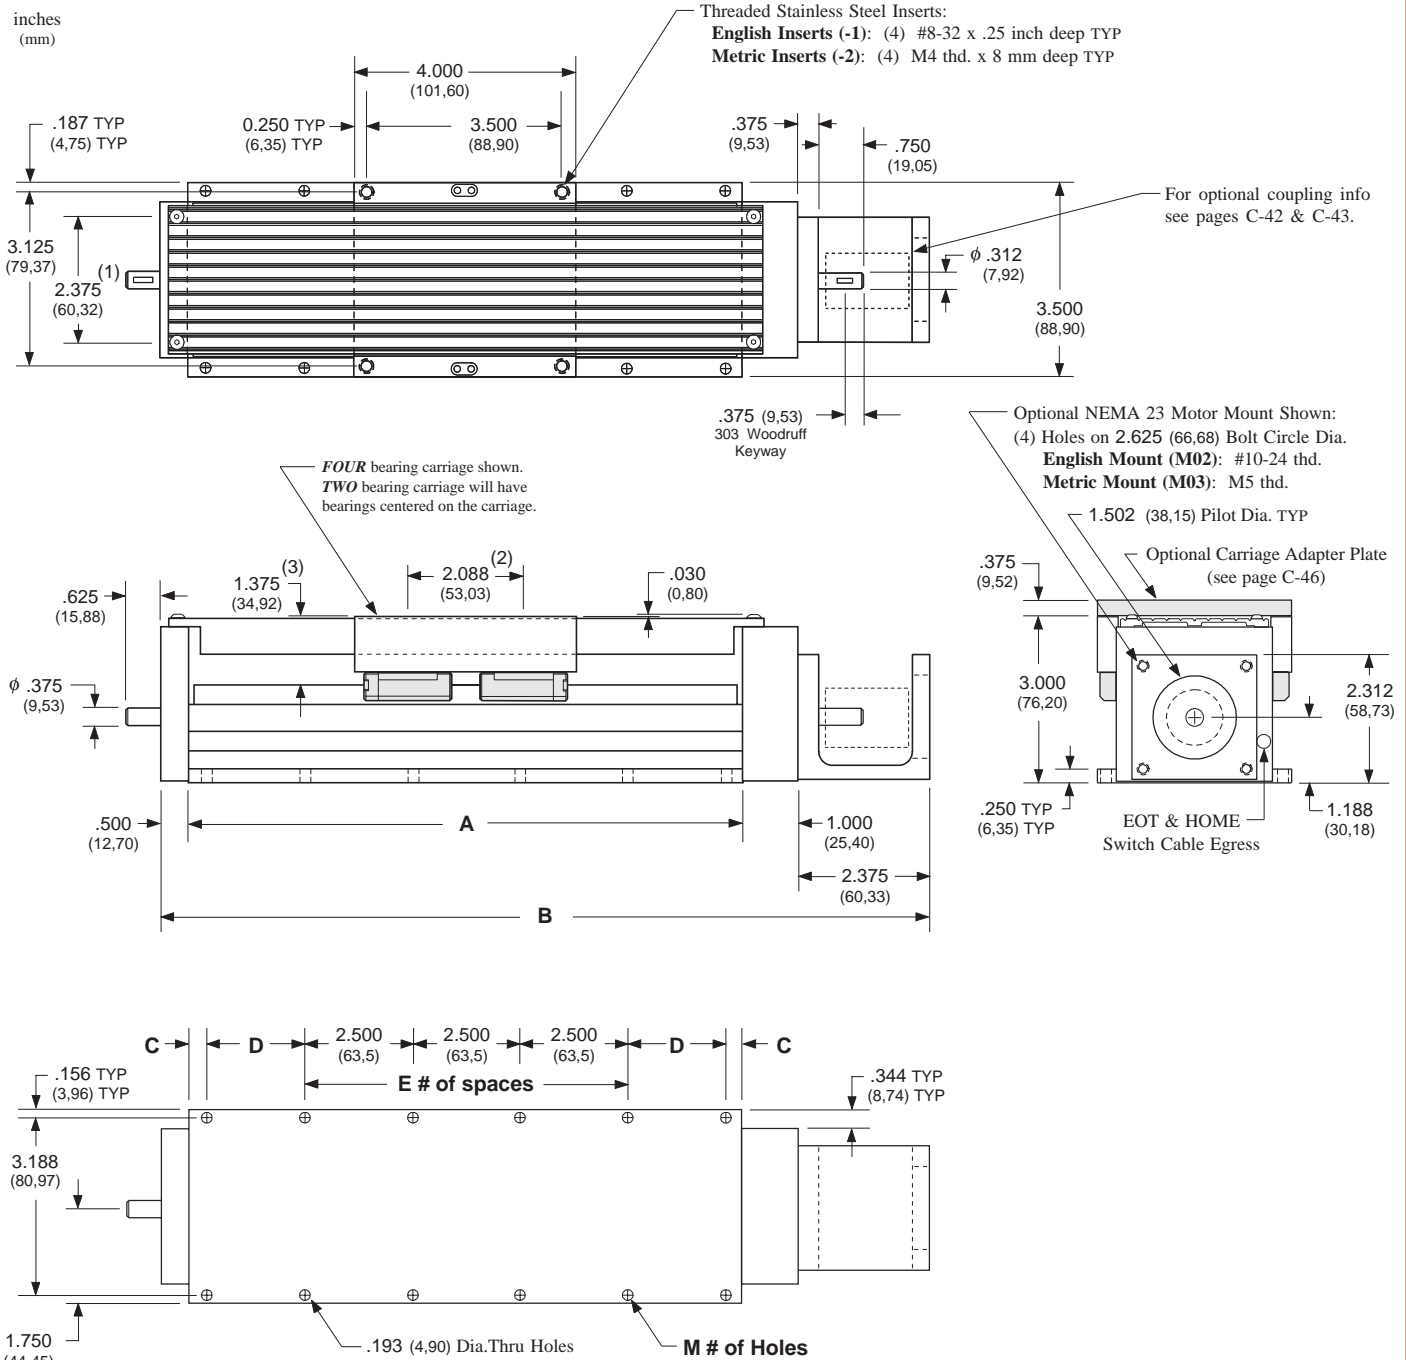 inches
(mm)
Threaded Stainless Steel Inserts:
English Inserts (-1): (4) #8-32 x .25 inch deep TYP
Metric Inserts (-2): (4) M4 thd. x 8 mm deep TYP
4.000
(101,60)
.187 TYP
(4,75) TYP
0.250 TYP
(6,35) TYP
3.500
(88,90)
.375
(9,53)
.750
(19,05)
For optional coupling info
see pages C-42 & C-43.
3.125
(79,37)
(1)
2.375
(60,32)
ϕ .312
(7,92)
3.500
(88,90)
.375 (9,53)
303 Woodruff
Keyway
Optional NEMA 23 Motor Mount Shown:
(4) Holes on 2.625 (66,68) Bolt Circle Dia.
English Mount (M02): #10-24 thd.
Metric Mount (M03): M5 thd.
FOUR bearing carriage shown.
TWO bearing carriage will have
bearings centered on the carriage.
1.502 (38,15) Pilot Dia. TYP
Optional Carriage Adapter Plate
(see page C-46)
.625
(15,88)
(3)
1.375
(34,92)
(2)
2.088
(53,03)
.030
(0,80)
.375
(9,52)
ϕ .375
(9,53)
3.000
(76,20)
2.312
(58,73)
.500
(12,70)
A
1.000
(25,40)
.250 TYP
(6,35) TYP
EOT & HOME
Switch Cable Egress
1.188
(30,18)
2.375
(60,33)
B
C
D
2.500
(63,5)
2.500
(63,5)
2.500
(63,5)
D
C
E # of spaces
.156 TYP
(3,96) TYP
.344 TYP
(8,74) TYP
3.188
(80,97)
1.750
(44,45)
.193 (4,90) Dia.Thru Holes
M # of Holes